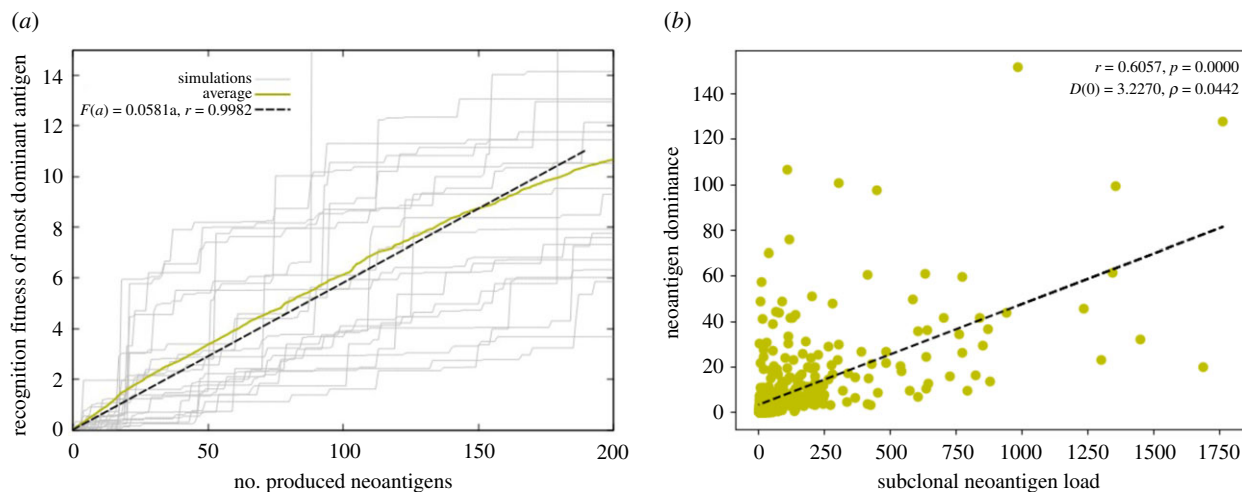 (a)
14
12
10
8
6
4
2
0
0 50 100 150 200
recognition fitness of most dominant antigen
no. produced neoantigens
simulations
average
F(a) = 0.0581a, r = 0.9982
(b)
r = 0.6057, p = 0.0000
D(0) = 3.2270, ρ = 0.0442
140
120
100
80
60
40
20
0
0 250 500 750 1000 1250 1500 1750
neoantigen dominance
subclonal neoantigen load